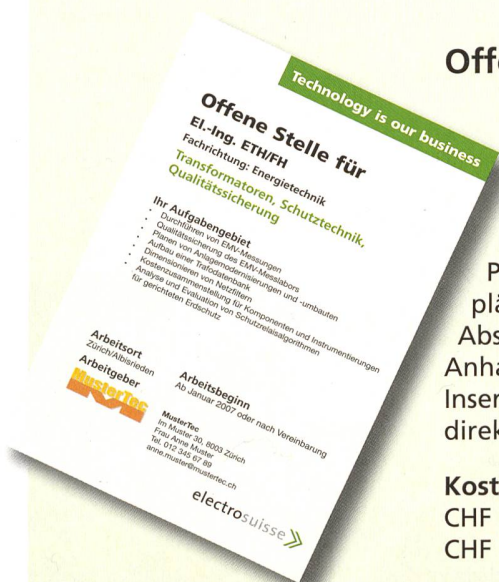 Offe
Technology is our business
Offene Stelle für
El.-Ing. ETH/FH
Fachrichtung: Energietechnik
Transformatoren, Schutztechnik,
Qualitätssicherung
Ihr Aufgabengebiet
· Durchführen von EMV-Messungen
· Qualitätssicherung des EMV-Messlabors
· Planen von Anlagemodernisierungen und -umbauten
· Aufbau einer Trafodatenbank
· Dimensionieren von Netzfiltern
· Kostenzusammenstellung für Komponenten und Instrumentierungen
· Analyse und Evaluation von Schutzrelaisalgorithmen
für gerichteten Erdschutz
Arbeitsort
Zürich/Albisrieden
Arbeitgeber
MusterTec
Arbeitsbeginn
Ab Januar 2007 oder nach Vereinbarung
MusterTec
Im Muster 30, 8003 Zürich
Frau Anne Muster
Tel. 012 345 67 89
anne.muster@mustertec.ch
electrosuisse
P
plä
Abs
Anha
Inser
direk
Kost
CHF
CHF